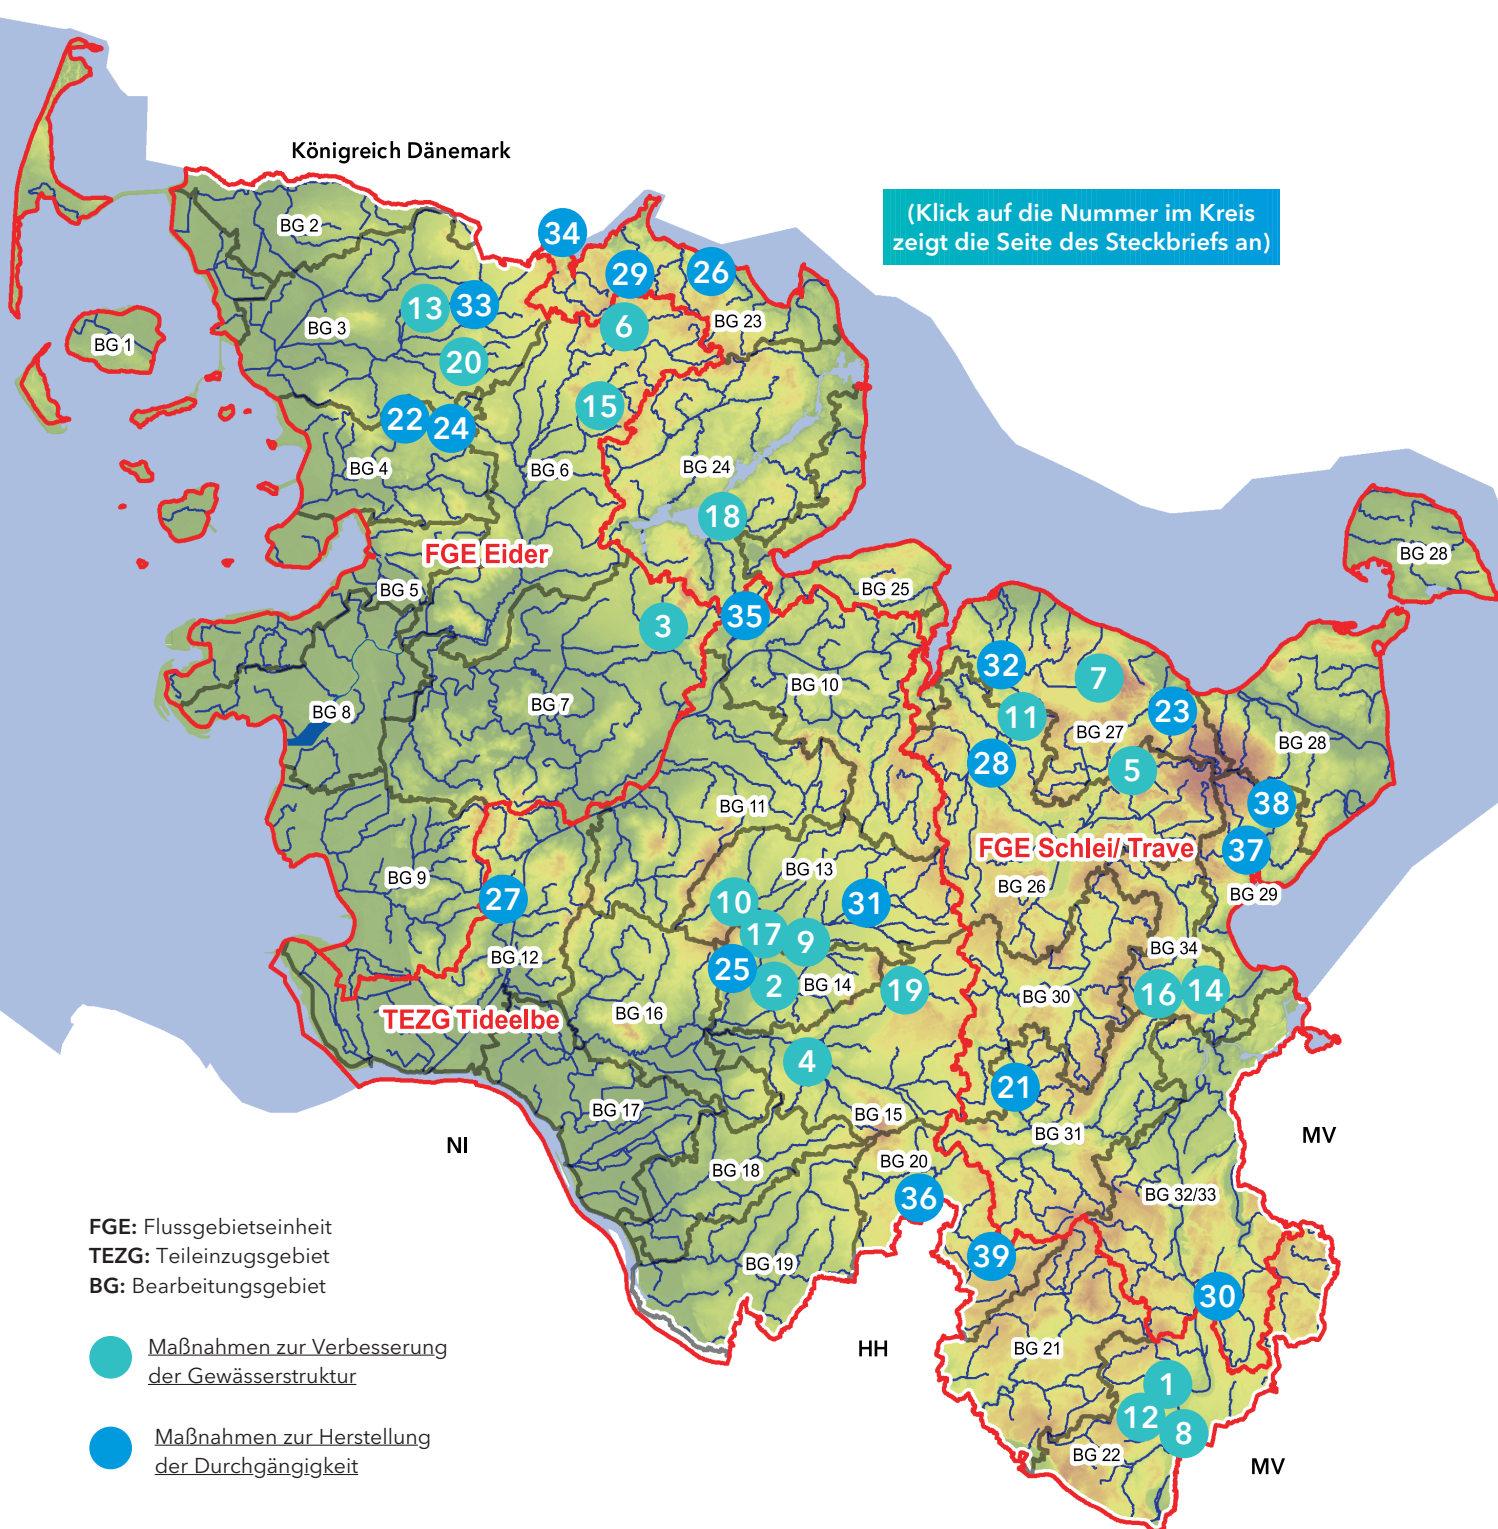 Königreich Dänemark
(Klick auf die Nummer im Kreis
zeigt die Seite des Steckbriefs an)
BG 2
34
29
26
13
33
BG 3
6
BG 23
BG 1
20
15
22
24
BG 4
BG 6
BG 24
18
FGE Eider
BG 28
BG 5
BG 25
3
35
32
7
BG 10
BG 7
BG 8
11
23
BG 27
BG 28
28
5
BG 11
38
FGE Schlei/ Trave
37
BG 13
BG 9
BG 26
BG 29
27
10
31
17
9
BG 34
BG 12
25
2
BG 14
19
BG 30
16
14
BG 16
TEZG Tideelbe
4
21
BG 17
BG 15
BG 31
NI
MV
BG 18
BG 20
BG 32/33
36
FGE: Flussgebietseinheit
TEZG: Teileinzugsgebiet
BG: Bearbeitungsgebiet
BG 19
39
30
HH
BG 21
Maßnahmen zur Verbesserung
der Gewässerstruktur
1
12
8
Maßnahmen zur Herstellung
der Durchgängigkeit
BG 22
MV